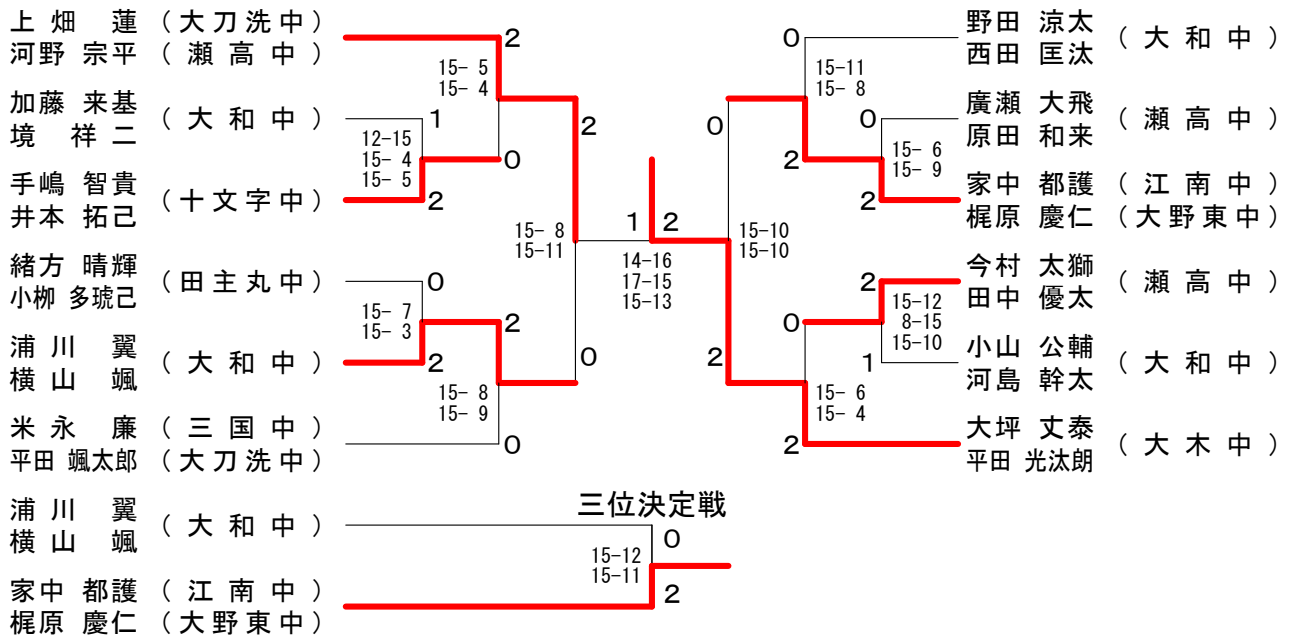 上畑 蓮 (大刀洗中)
河野 宗平 (瀬高中)
2
15- 5
15- 4
加藤 来基
境 祥二
(大和中)
1
12-15
15- 4
15- 5
0
手嶋 智貴
井本 拓己
(十文字中)
2
2
15- 8
15-11
緒方 晴輝
小栁 多琥己
(田主丸中)
0
15- 7
15- 3
2
浦川 翼
横山 颯
(大和中)
2
0
15- 8
15- 9
米永 廉 (三国中)
平田 颯太郎 (大刀洗中)
0
1 2
14-16
17-15
15-13
野田 涼太
西田 匡汰
(大和中)
0
15-11
15- 8
0
廣瀬 大飛
原田 和来
(瀬高中)
0
15- 6
15- 9
2
家中 都護 (江南中)
梶原 慶仁 (大野東中)
2
15-10
15-10
今村 太獅
田中 優太
(瀬高中)
2
15-12
8-15
15-10
0
小山 公輔
河島 幹太
(大和中)
1
2
15- 6
15- 4
大坪 丈泰
平田 光汰朗
(大木中)
2
三位決定戦
浦川 翼
横山 颯
(大和中)
0
15-12
15-11
家中 都護 (江南中)
梶原 慶仁 (大野東中)
2